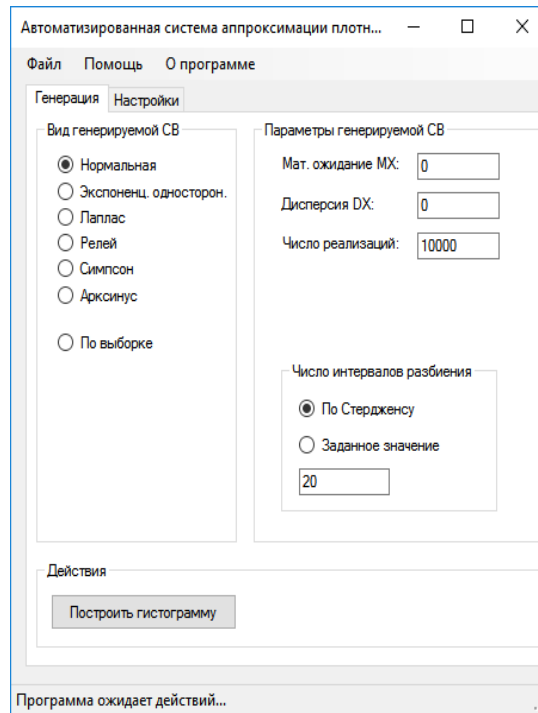 Автоматизированная система аппроксимации плотн...
Файл Помощь О программе
Генерация Настройки
Вид генерируемой СВ
Нормальная
Экспоненц. односторон.
Лаплас
Релей
Симпсон
Арксинус
По выборке
Параметры генерируемой СВ
Мат. ожидание MX: 0
Дисперсия DX: 0
Число реализаций: 10000
Число интервалов разбиения
По Стердженсу
Заданное значение
20
Действия
Построить гистограмму
Программа ожидает действий...